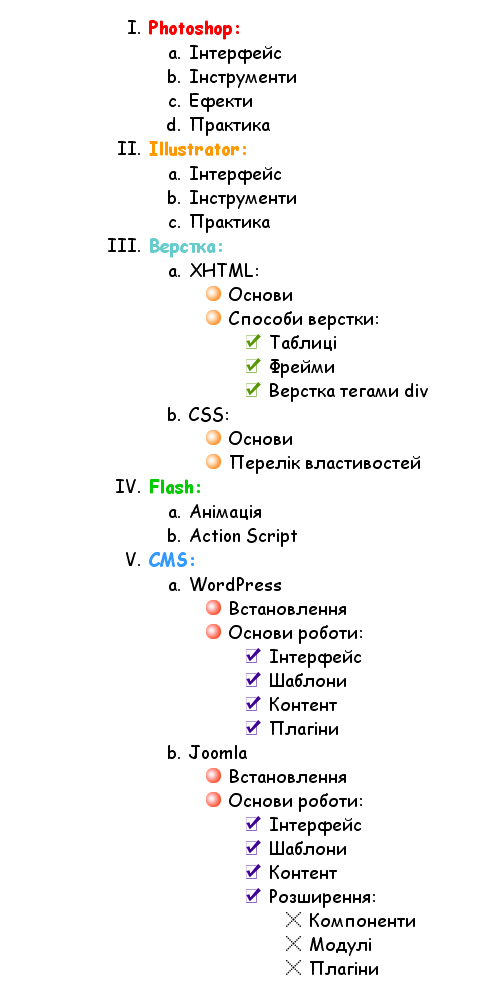 I. Photoshop:
a. Інтерфейс
b. Інструменти
c. Ефекти
d. Практика
II. Illustrator:
a. Інтерфейс
b. Інструменти
c. Практика
III. Верстка:
a. XHTML:
Основи
Способи верстки:
Таблиці
Фрейми
Верстка тегами div
b. CSS:
Основи
Перелік властивостей
IV. Flash:
a. Анімація
b. Action Script
V. CMS:
a. WordPress
Встановлення
Основи роботи:
Інтерфейс
Шаблони
Контент
Плагіни
b. Joomla
Встановлення
Основи роботи:
Інтерфейс
Шаблони
Контент
Розширення:
Компоненти
Модулі
Плагіни